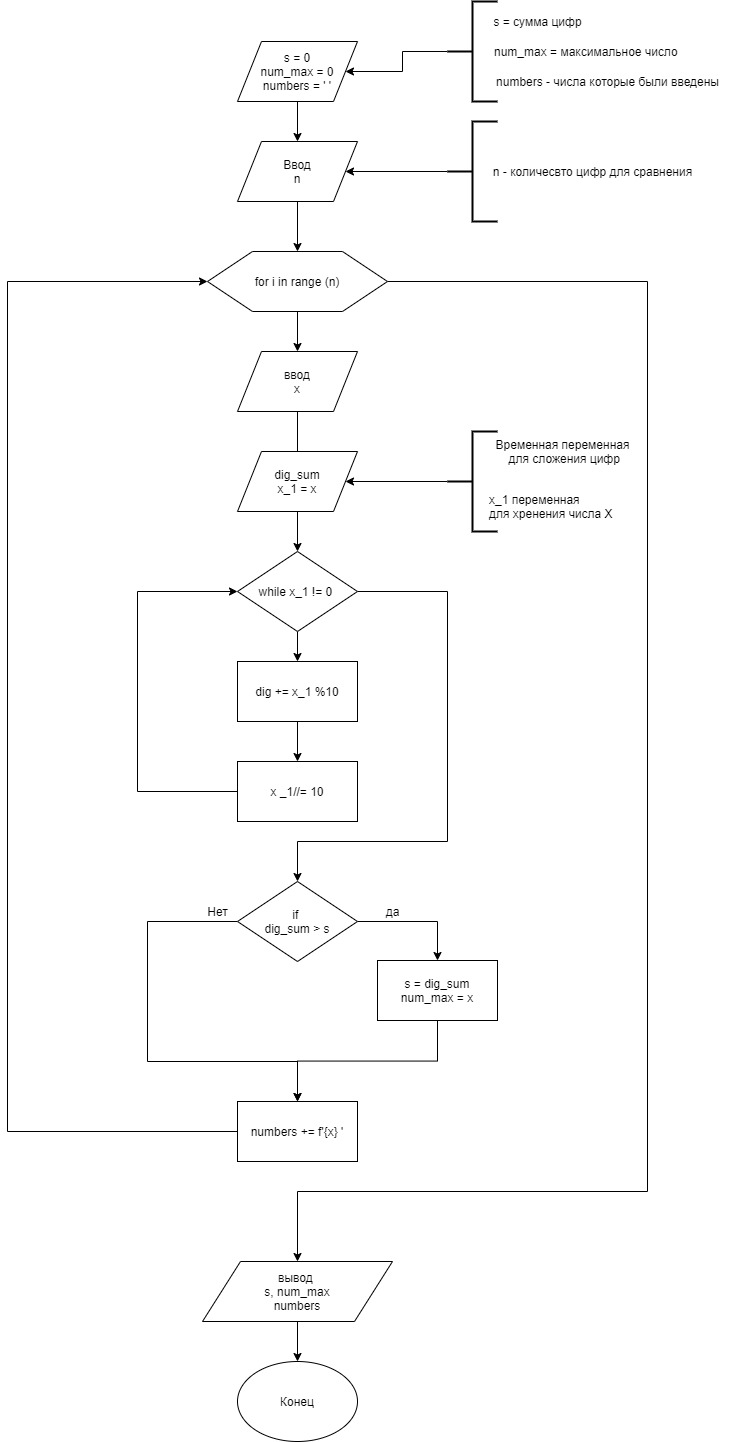 s = 0
num_max = 0
numbers = ' '
s = сумма цифр
num_max = максимальное число
numbers - числа которые были введены
Ввод
n
n - количесвто цифр для сравнения
for i in range (n)
ввод
x
dig_sum
x_1 = x
Временная переменная
для сложения цифр
x_1 переменная
для хренения числа X
while x_1 != 0
dig += x_1 %10
x _1//= 10
Нет
if
dig_sum > s
да
s = dig_sum
num_max = x
numbers += f'{x} '
вывод
s, num_max
numbers
Конец